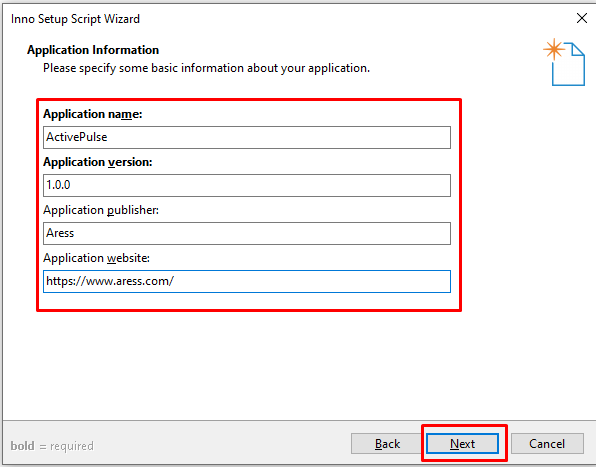 Inno Setup Script Wizard
Application Information
Please specify some basic information about your application.
Application name:
ActivePulse
Application version:
1.0.0
Application publisher:
Aress
Application website:
https://www.aress.com/
bold = required
Back
Next
Cancel